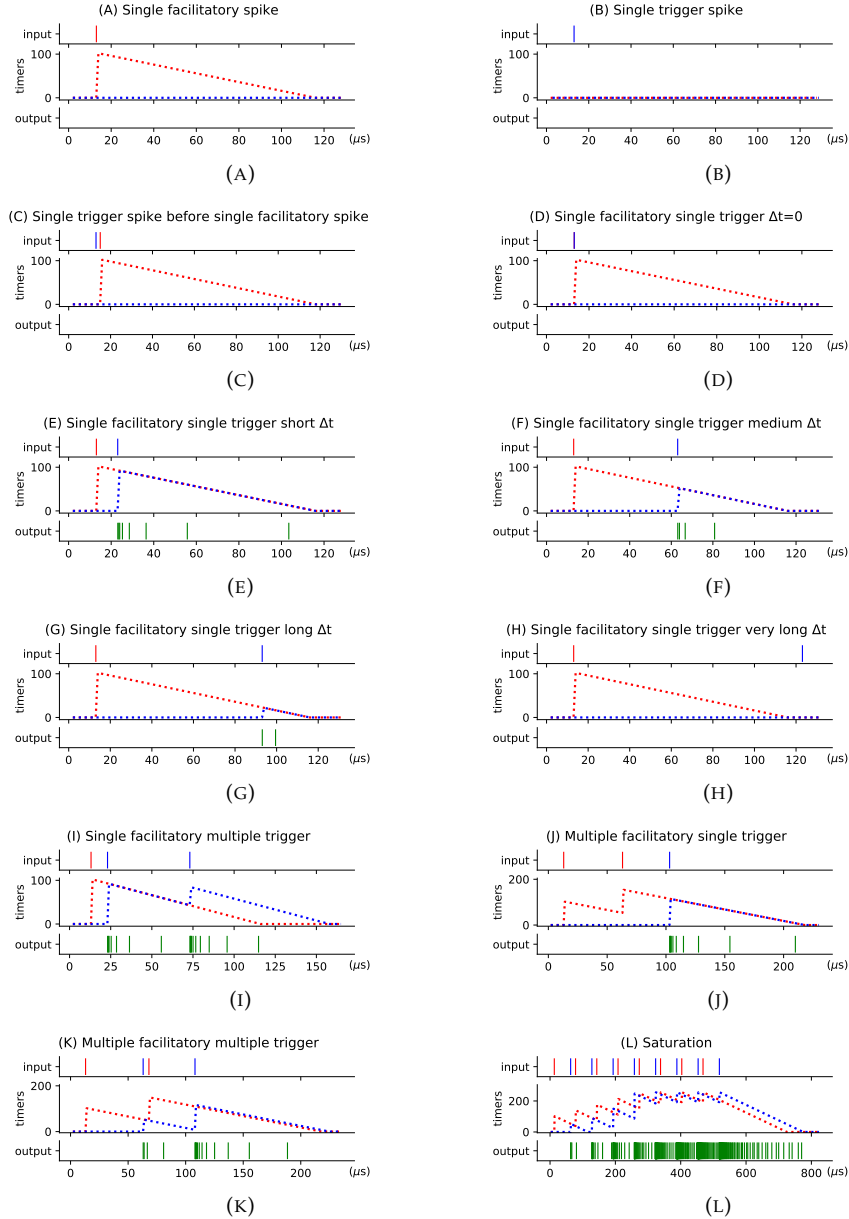 (A) Single facilitatory spike
input
100
timers
0
output
0 20 40 60 80 100 120 (μs)
(A)
(B) Single trigger spike
input
100
timers
0
output
0 20 40 60 80 100 120 (μs)
(B)
(C) Single trigger spike before single facilitatory spike
input
100
timers
0
output
0 20 40 60 80 100 120 (μs)
(C)
(D) Single facilitatory single trigger Δt=0
input
100
timers
0
output
0 20 40 60 80 100 120 (μs)
(D)
(E) Single facilitatory single trigger short Δt
input
100
timers
0
output
0 20 40 60 80 100 120 (μs)
(E)
(F) Single facilitatory single trigger medium Δt
input
100
timers
0
output
0 20 40 60 80 100 120 (μs)
(F)
(G) Single facilitatory single trigger long Δt
input
100
timers
0
output
0 20 40 60 80 100 120 (μs)
(G)
(H) Single facilitatory single trigger very long Δt
input
100
timers
0
output
0 20 40 60 80 100 120 (μs)
(H)
(I) Single facilitatory multiple trigger
input
100
timers
0
output
0 25 50 75 100 125 150 (μs)
(I)
(J) Multiple facilitatory single trigger
input
200
timers
0
output
0 50 100 150 200 (μs)
(J)
(K) Multiple facilitatory multiple trigger
input
200
timers
0
output
0 50 100 150 200 (μs)
(K)
(L) Saturation
input
200
timers
0
output
0 200 400 600 800 (μs)
(L)